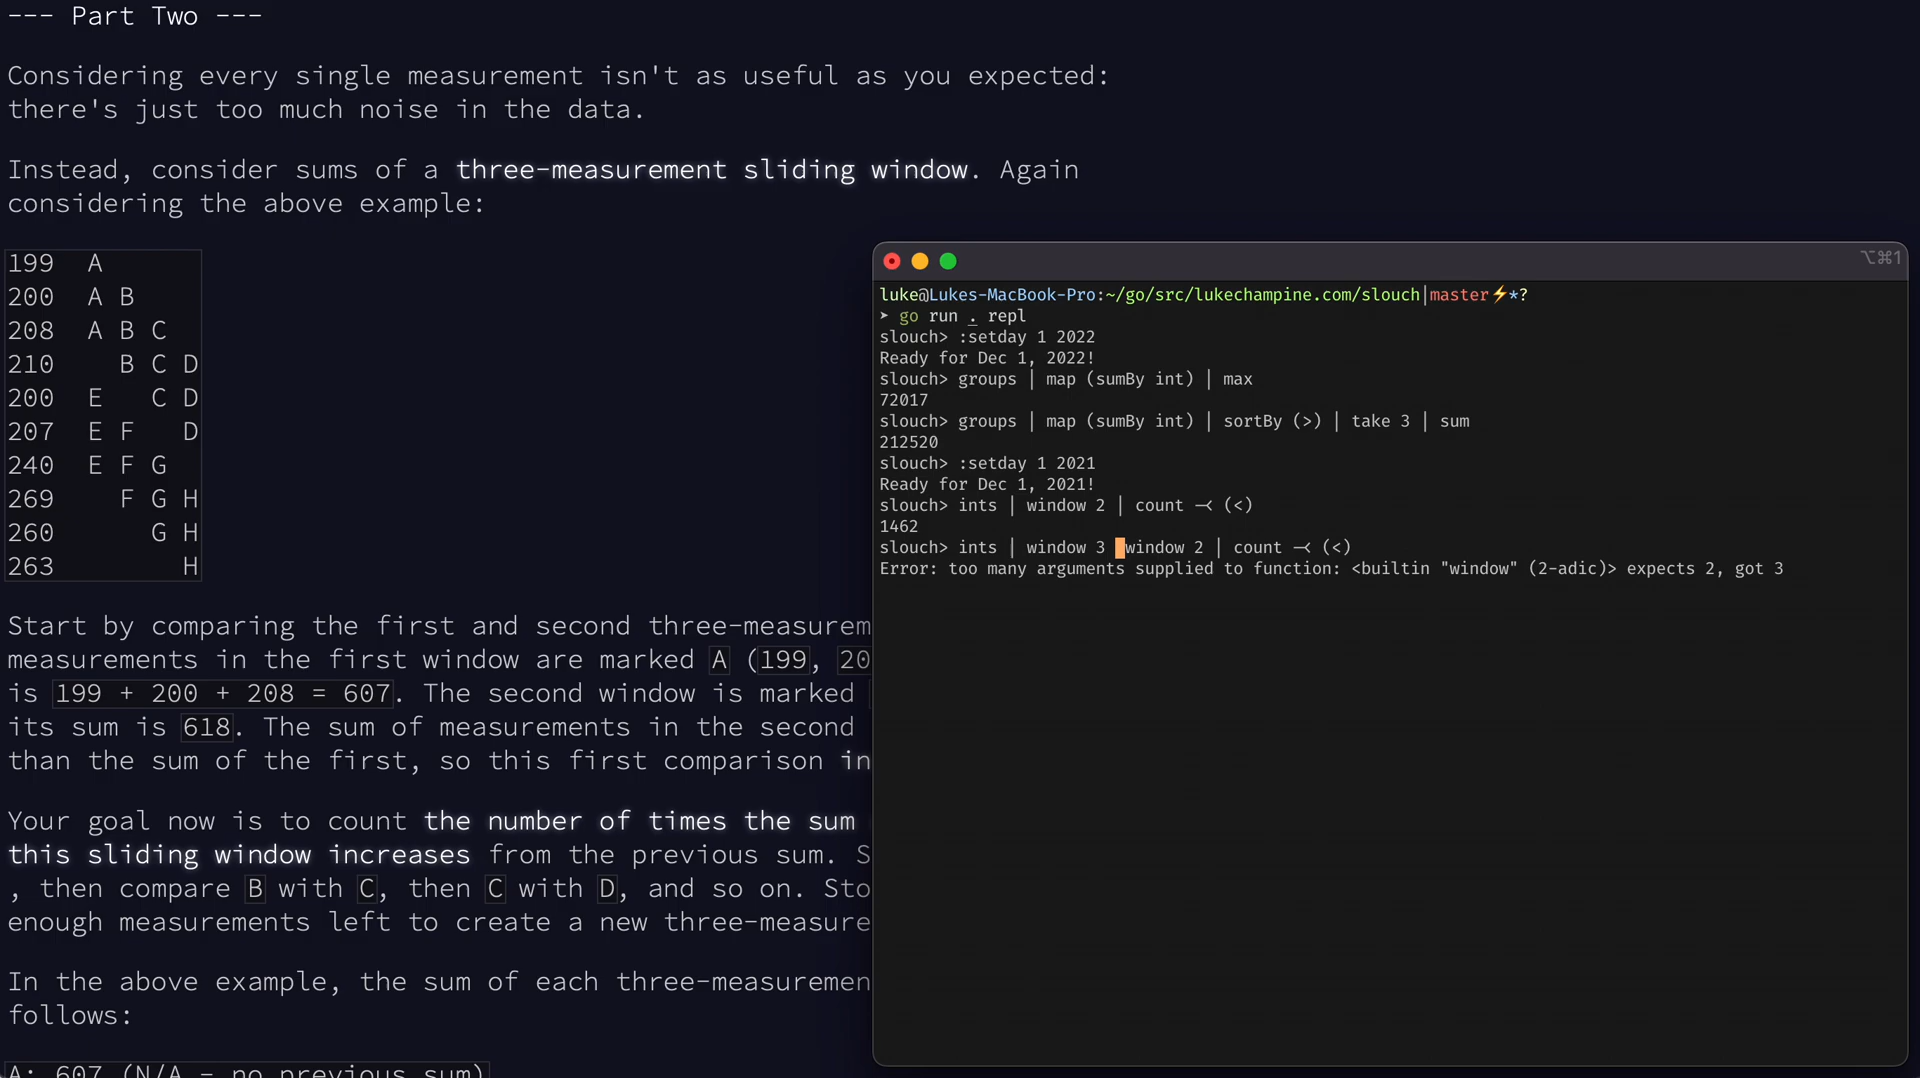 --- Part Two ---
Considering every single measurement isn't as useful as you expected:
there's just too much noise in the data.
Instead, consider sums of a three-measurement sliding window. Again
considering the above example:
199  A
200  A B
208  A B C
210    B C D
200  E   C D
207  E F   D
240  E F G
269    F G H
260      G H
263        H
Start by comparing the first and second three-measurem
measurements in the first window are marked A (199, 20
is 199 + 200 + 208 = 607. The second window is marked
its sum is 618. The sum of measurements in the second
than the sum of the first, so this first comparison in
Your goal now is to count the number of times the sum
this sliding window increases from the previous sum. S
, then compare B with C, then C with D, and so on. Sto
enough measurements left to create a new three-measure
In the above example, the sum of each three-measuremen
follows:
A: 607 (N/A - no previous sum)
⌥⌘1
luke@Lukes-MacBook-Pro:~/go/src/lukechampine.com/slouch|master⚡*?
➤ go run . repl
slouch> :setday 1 2022
Ready for Dec 1, 2022!
slouch> groups | map (sumBy int) | max
72017
slouch> groups | map (sumBy int) | sortBy (>) | take 3 | sum
212520
slouch> :setday 1 2021
Ready for Dec 1, 2021!
slouch> ints | window 2 | count -< (<)
1462
slouch> ints | window 3 window 2 | count -< (<)
Error: too many arguments supplied to function: <builtin "window" (2-adic)> expects 2, got 3